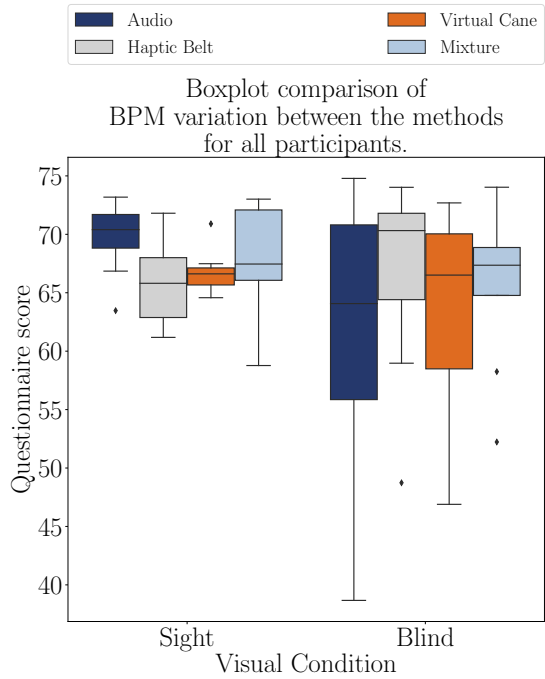 Audio
Haptic Belt
Virtual Cane
Mixture
Boxplot comparison of
BPM variation between the methods
for all participants.
Questionnaire score
75
70
65
60
55
50
45
40
Sight
Blind
Visual Condition